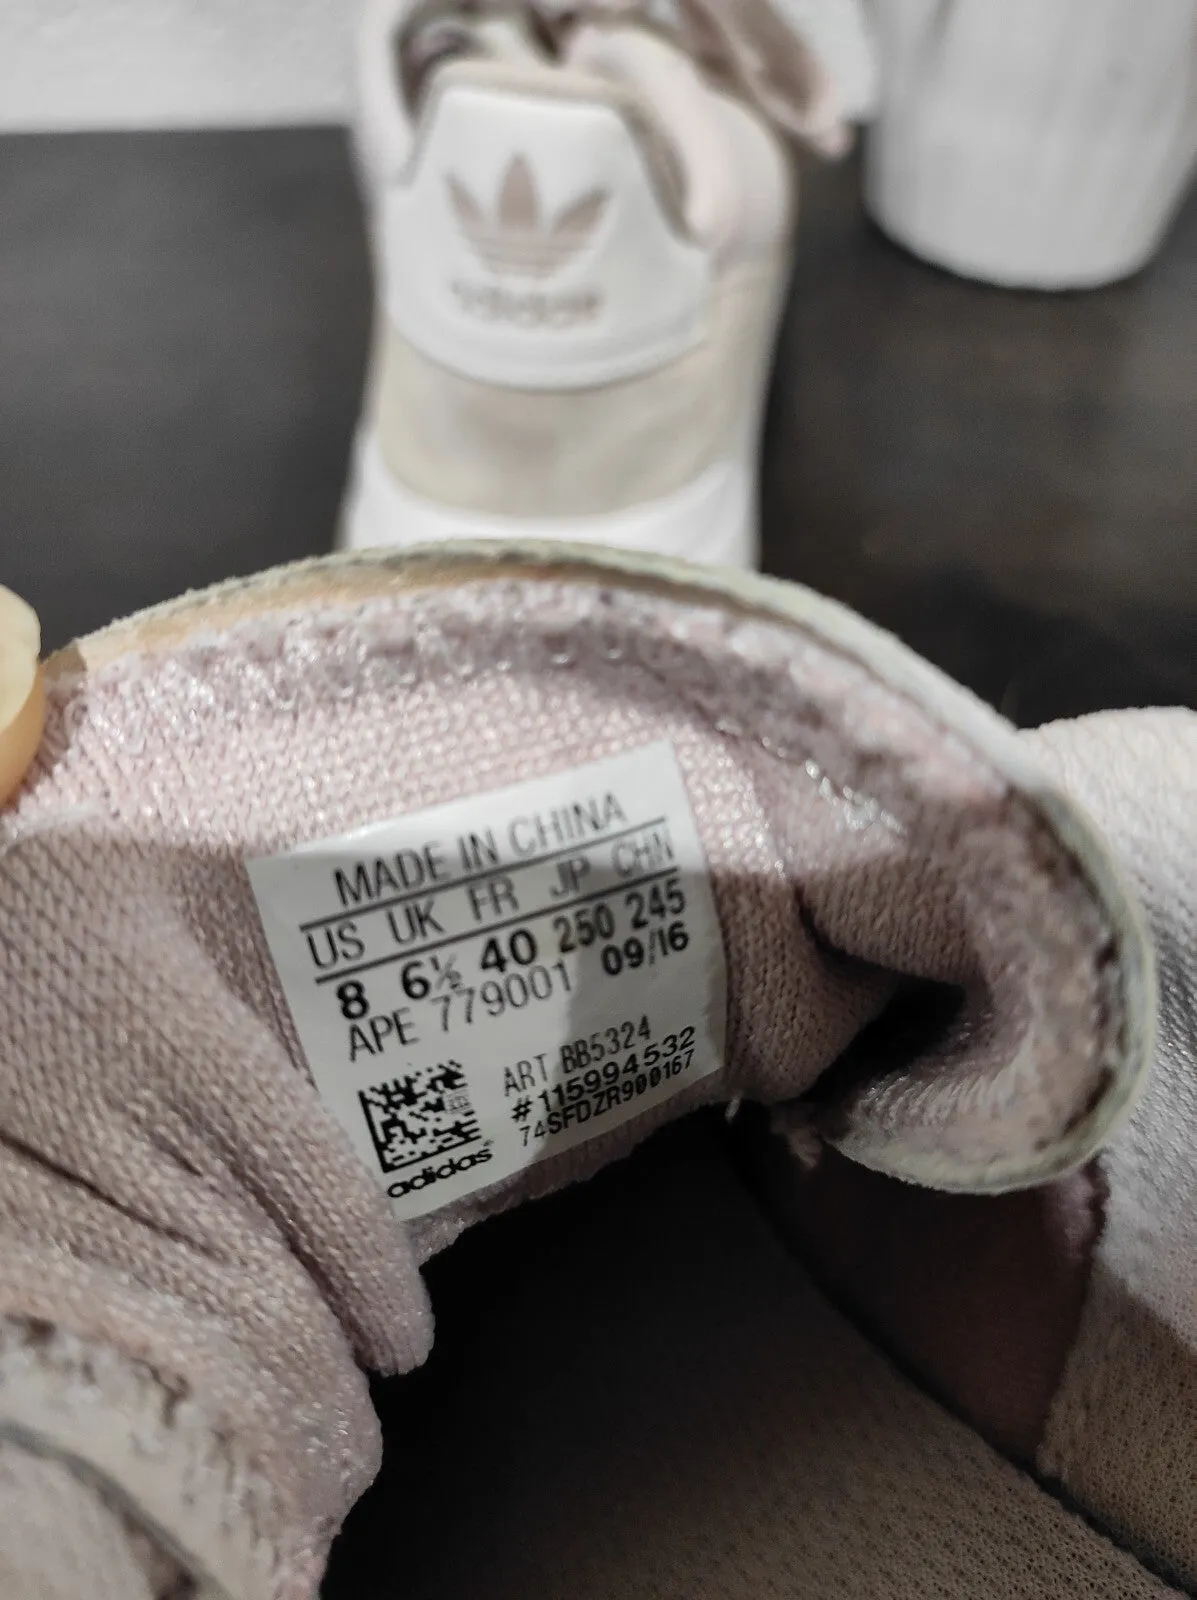 adidas
MADE IN CHINA
US UK FR JP CHN
8 6½ 40 250 245
APE 779001 09/16
ART BB5324
#115994532
74SFDZR900167
adidas